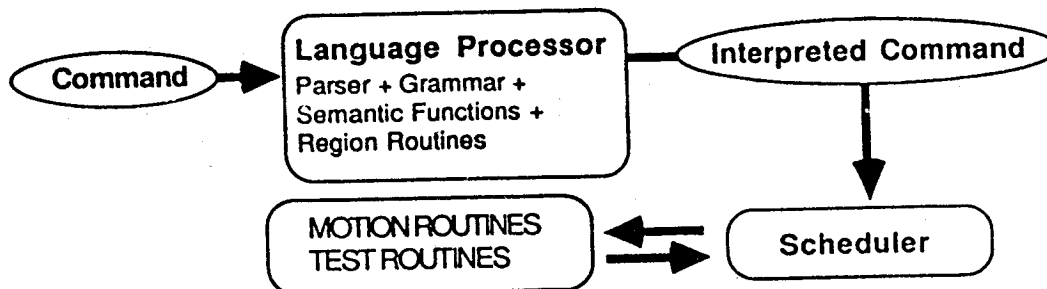 Command
Language Processor
Parser + Grammar +
Semantic Functions +
Region Routines
Interpreted Command
MOTION ROUTINES
TEST ROUTINES
Scheduler